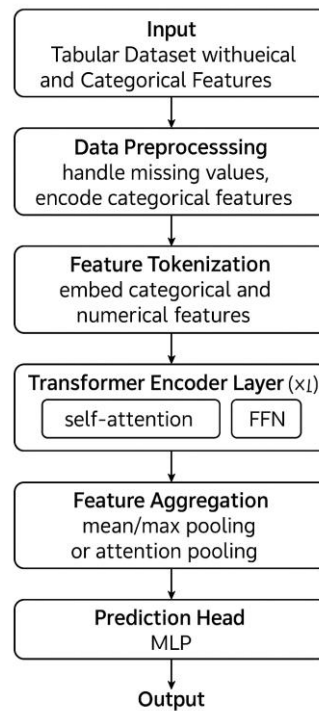 Input
Tabular Dataset withueical
and Categorical Features
Data Preprocesssing
handle missing values,
encode categorical features
Feature Tokenization
embed categorical and
numerical features
Transformer Encoder Layer (×L)
self-attention FFN
Feature Aggregation
mean/max pooling
or attention pooling
Prediction Head
MLP
Output